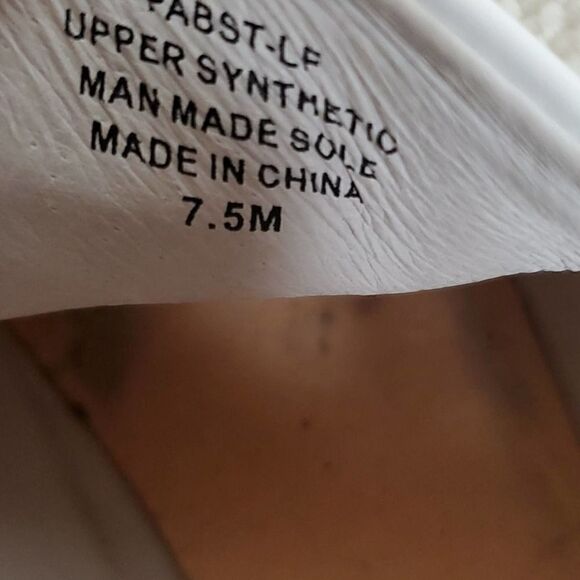 PABST-LF
UPPER SYNTHETIC
MAN MADE SOLE
MADE IN CHINA
7.5M